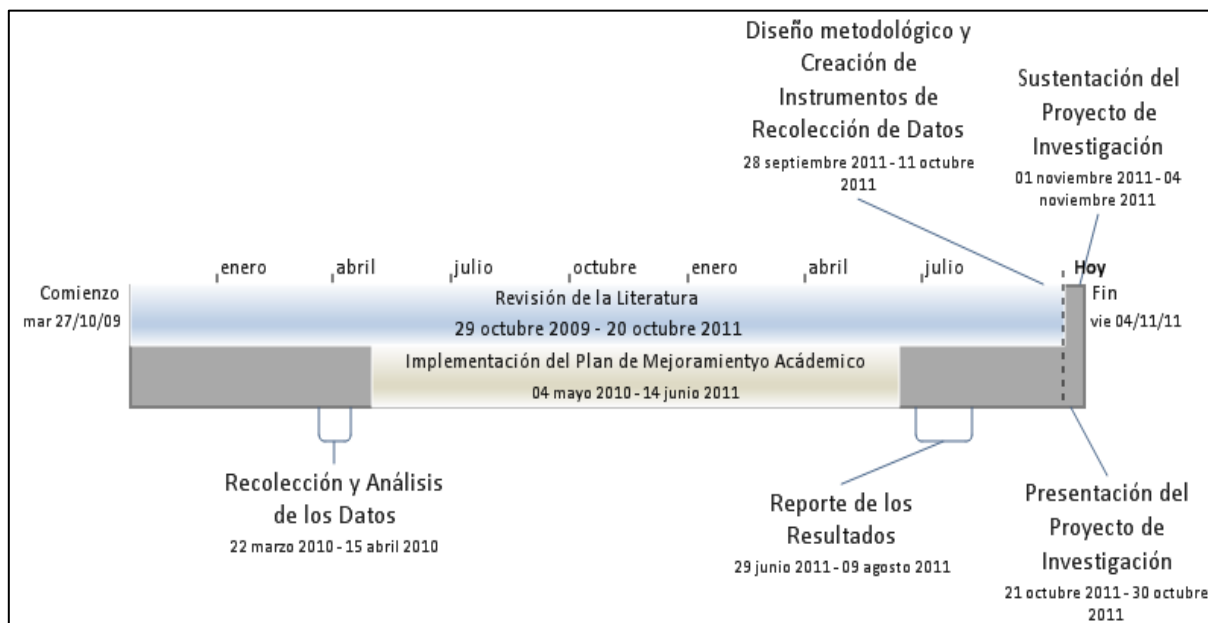 Diseño metodológico y
Creación de
Instrumentos de
Recolección de Datos
28 septiembre 2011 - 11 octubre
2011
Sustentación del
Proyecto de
Investigación
01 noviembre 2011 - 04
noviembre 2011
enero
abril
julio
octubre
enero
abril
julio
Hoy
Comienzo
mar 27/10/09
Revisión de la Literatura
29 octubre 2009 - 20 octubre 2011
Fin
vie 04/11/11
Implementación del Plan de Mejoramientyo Acádemico
04 mayo 2010 - 14 junio 2011
Recolección y Análisis
de los Datos
22 marzo 2010 - 15 abril 2010
Reporte de los
Resultados
29 junio 2011 - 09 agosto 2011
Presentación del
Proyecto de
Investigación
21 octubre 2011 - 30 octubre
2011